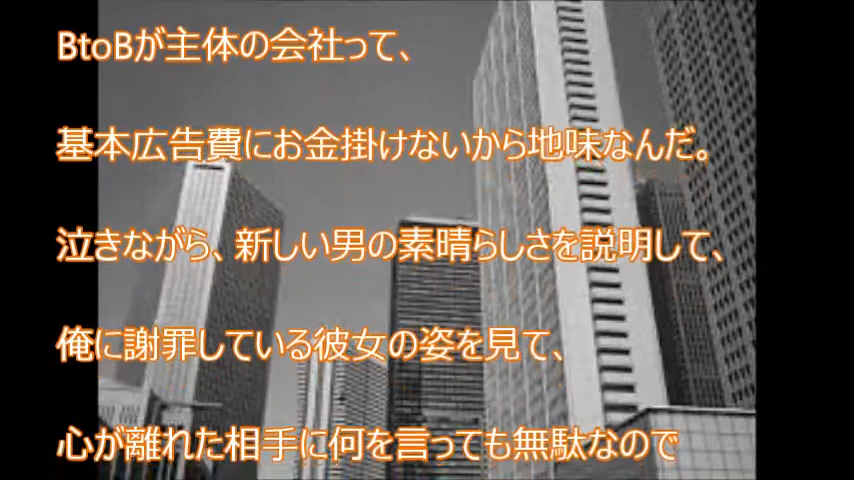 BtoBが主体の会社って、
基本広告費にお金掛けないから地味なんだ。
泣きながら、新しい男の素晴らしさを説明して、
俺に謝罪している彼女の姿を見て、
心が離れた相手に何を言っても無駄なので